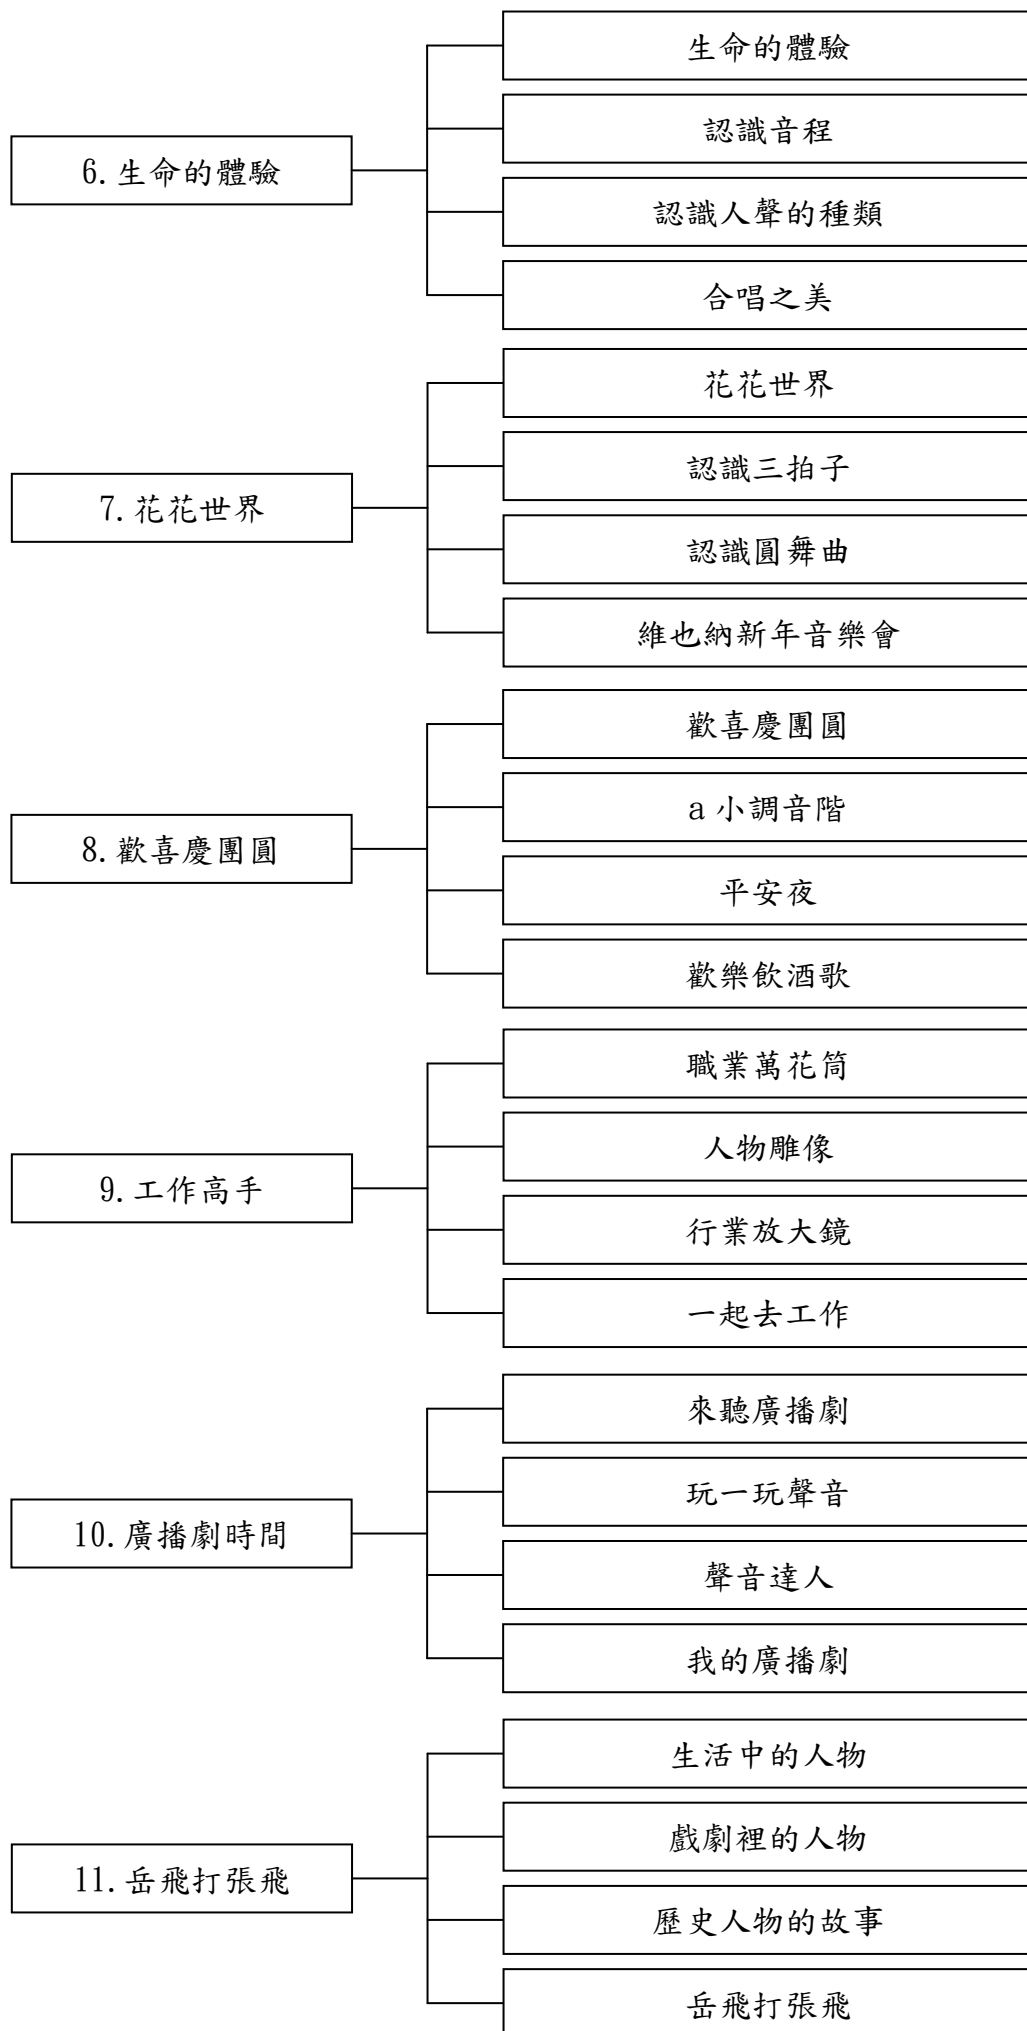 6.生命的體驗
生命的體驗
認識音程
認識人聲的種類
合唱之美
7.花花世界
花花世界
認識三拍子
認識圓舞曲
維也納新年音樂會
8.歡喜慶團圓
歡喜慶團圓
a小調音階
平安夜
歡樂飲酒歌
9.工作高手
職業萬花筒
人物雕像
行業放大鏡
一起去工作
10.廣播劇時間
來聽廣播劇
玩一玩聲音
聲音達人
我的廣播劇
11.岳飛打張飛
生活中的人物
戲劇裡的人物
歷史人物的故事
岳飛打張飛